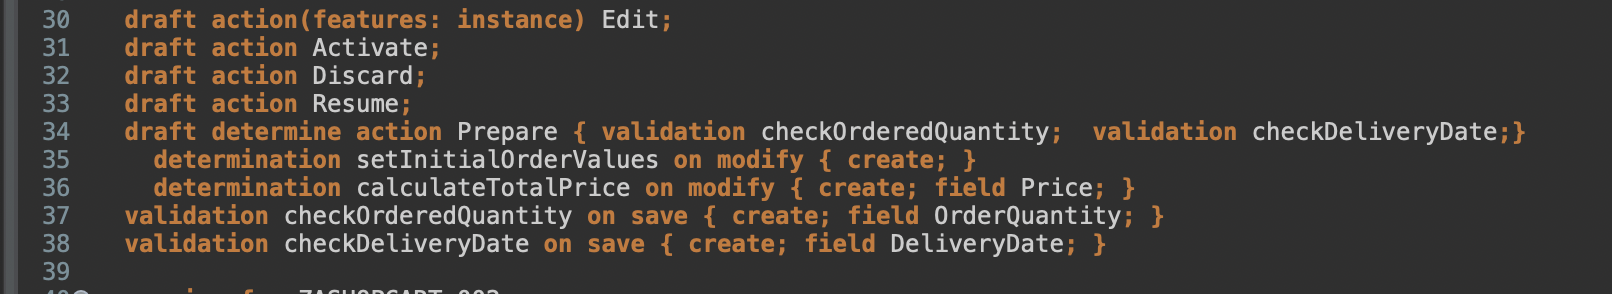 30 draft action(features: instance) Edit;
31 draft action Activate;
32 draft action Discard;
33 draft action Resume;
34 draft determine action Prepare { validation checkOrderedQuantity;  validation checkDeliveryDate;}
35 determination setInitialOrderValues on modify { create; }
36 determination calculateTotalPrice on modify { create; field Price; }
37 validation checkOrderedQuantity on save { create; field OrderQuantity; }
38 validation checkDeliveryDate on save { create; field DeliveryDate; }
39